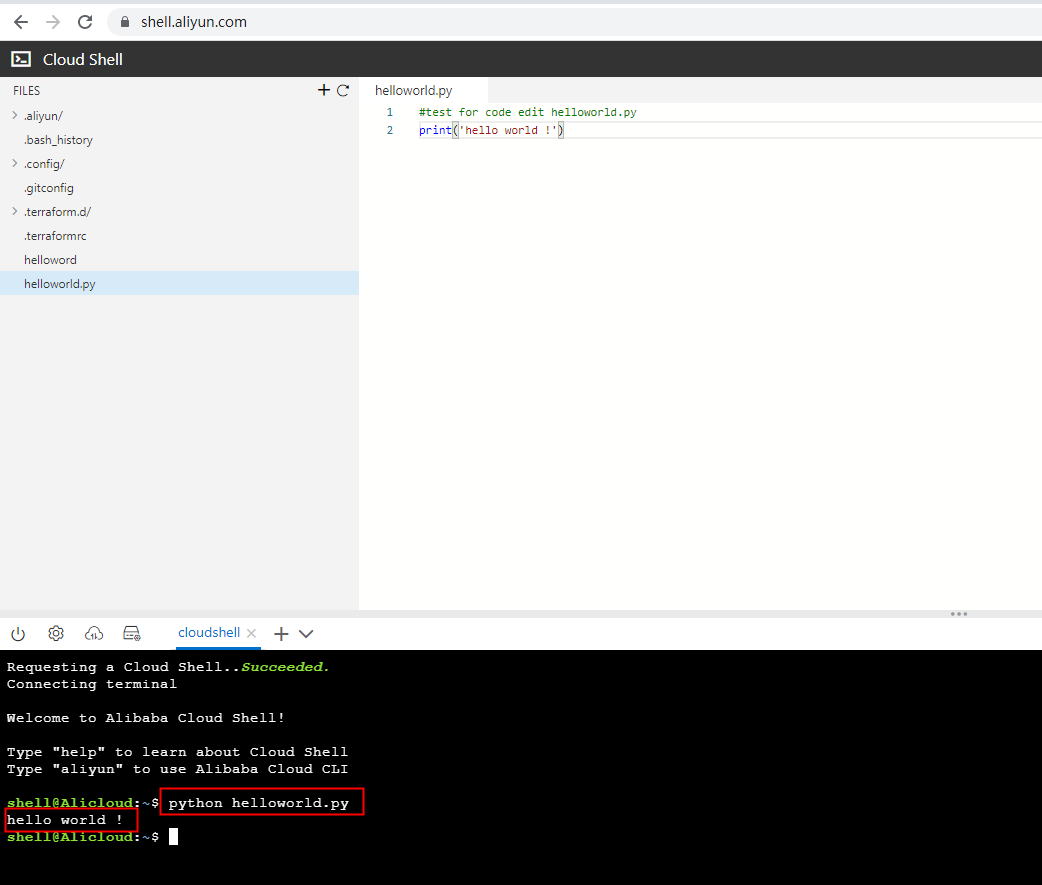 shell.aliyun.com
Cloud Shell
FILES
.aliyun/
.bash_history
.config/
.gitconfig
.terraform.d/
.terraformrc
helloword
helloworld.py
helloworld.py
1 #test for code edit helloworld.py
2 print('hello world !')
cloudshell
Requesting a Cloud Shell..Succeeded.
Connecting terminal
Welcome to Alibaba Cloud Shell!
Type "help" to learn about Cloud Shell
Type "aliyun" to use Alibaba Cloud CLI
shell@Alicloud:~$ python helloworld.py
hello world !
shell@Alicloud:~$